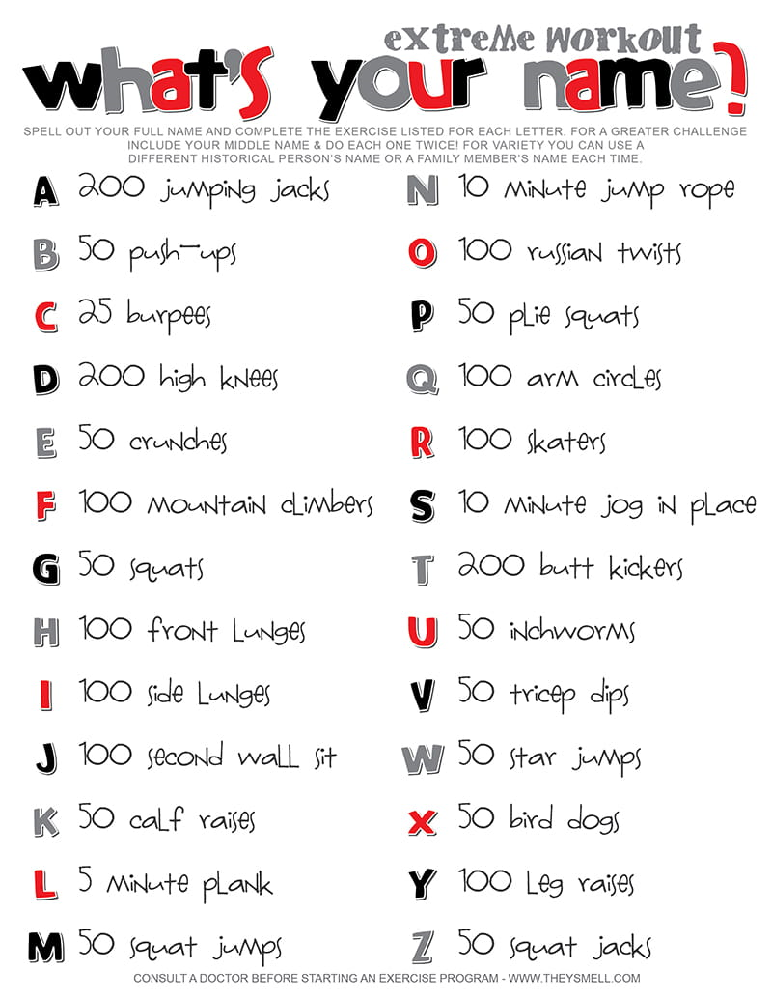 extreme workout
what's your name?
SPELL OUT YOUR FULL NAME AND COMPLETE THE EXERCISE LISTED FOR EACH LETTER. FOR A GREATER CHALLENGE
INCLUDE YOUR MIDDLE NAME & DO EACH ONE TWICE! FOR VARIETY YOU CAN USE A
DIFFERENT HISTORICAL PERSON'S NAME OR A FAMILY MEMBER'S NAME EACH TIME.
A 200 jumping jacks
B 50 push-ups
C 25 burpees
D 200 high knees
E 50 crunches
F 100 mountain climbers
G 50 squats
H 100 front lunges
I 100 side lunges
J 100 second wall sit
K 50 calf raises
L 5 minute plank
M 50 squat jumps
N 10 minute jump rope
O 100 russian twists
P 50 plie squats
Q 100 arm circles
R 100 skaters
S 10 minute jog in place
T 200 butt kickers
U 50 inchworms
V 50 tricep dips
W 50 star jumps
X 50 bird dogs
Y 100 leg raises
Z 50 squat jacks
CONSULT A DOCTOR BEFORE STARTING AN EXERCISE PROGRAM - WWW.THEYSMELL.COM